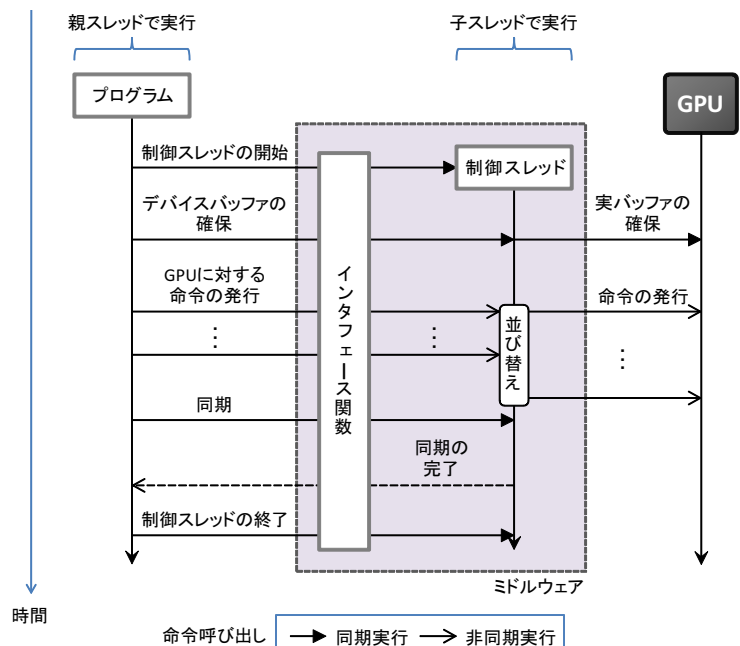 親スレッドで実行
子スレッドで実行
プログラム
GPU
制御スレッドの開始
制御スレッド
デバイスバッファの
確保
実バッファの
確保
インタフェース関数
GPUに対する
命令の発行
命令の発行
⋮
⋮
並び替え
⋮
同期
同期の
完了
制御スレッドの終了
ミドルウェア
時間
命令呼び出し
同期実行
非同期実行